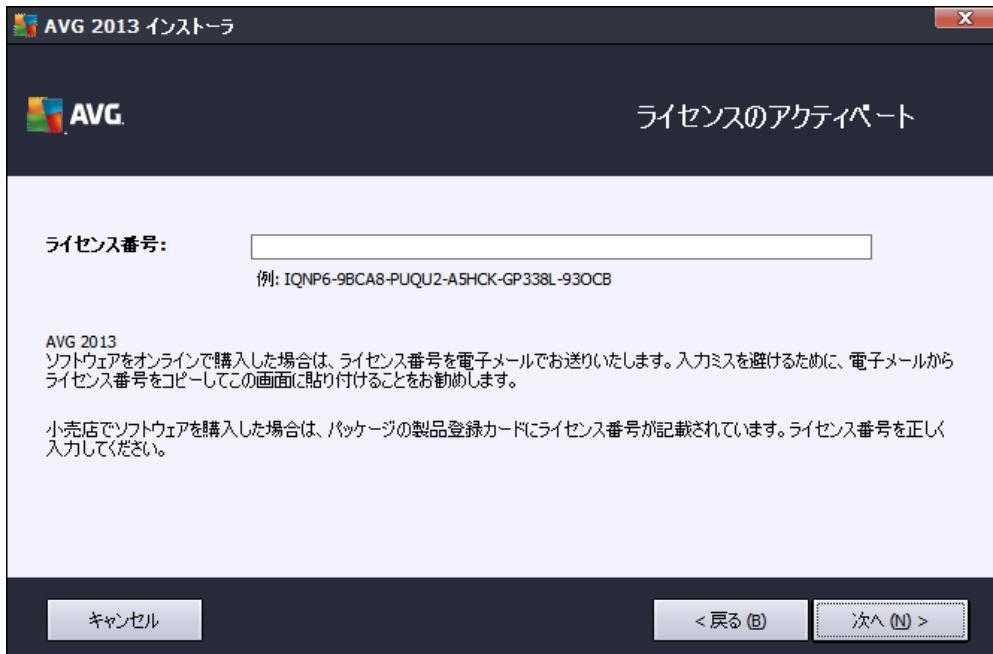 AVG 2013 インストーラ
AVG.
ライセンスのアクティベート
ライセンス番号:
例: IQNP6-9BCA8-PUQU2-A5HCK-GP338L-93OCB
AVG 2013
ソフトウェアをオンラインで購入した場合は、ライセンス番号を電子メールでお送りいたします。入力ミスを避けるために、電子メールから
ライセンス番号をコピーしてこの画面に貼り付けることをお勧めします。
小売店でソフトウェアを購入した場合は、パッケージの製品登録カードにライセンス番号が記載されています。ライセンス番号を正しく
入力してください。
キャンセル
< 戻る (B)
次へ (N) >